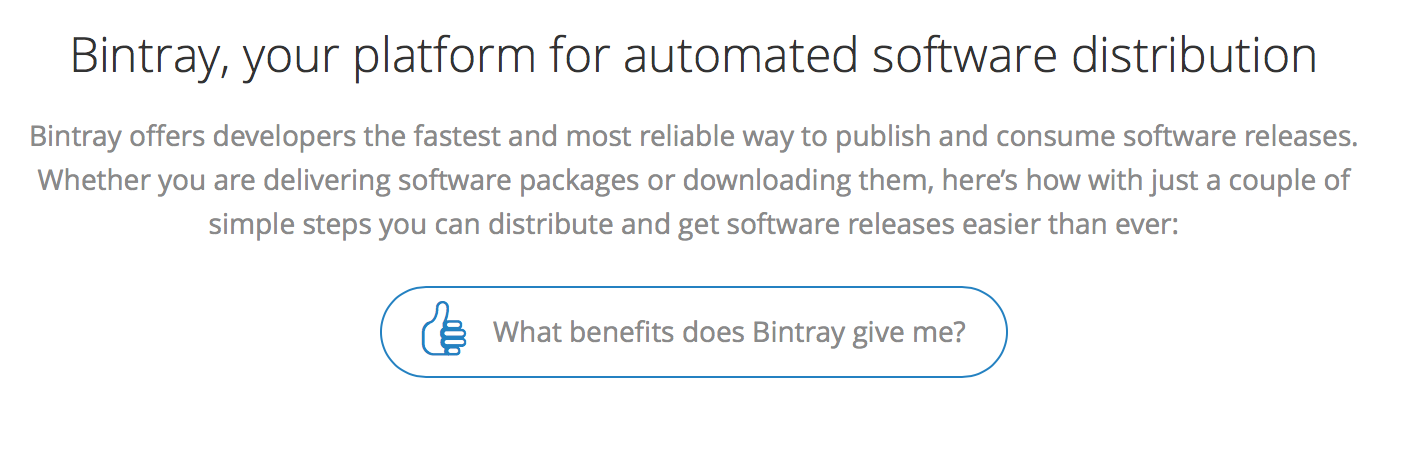 Bintray, your platform for automated software distribution
Bintray offers developers the fastest and most reliable way to publish and consume software releases.
Whether you are delivering software packages or downloading them, here’s how with just a couple of
simple steps you can distribute and get software releases easier than ever:
What benefits does Bintray give me?